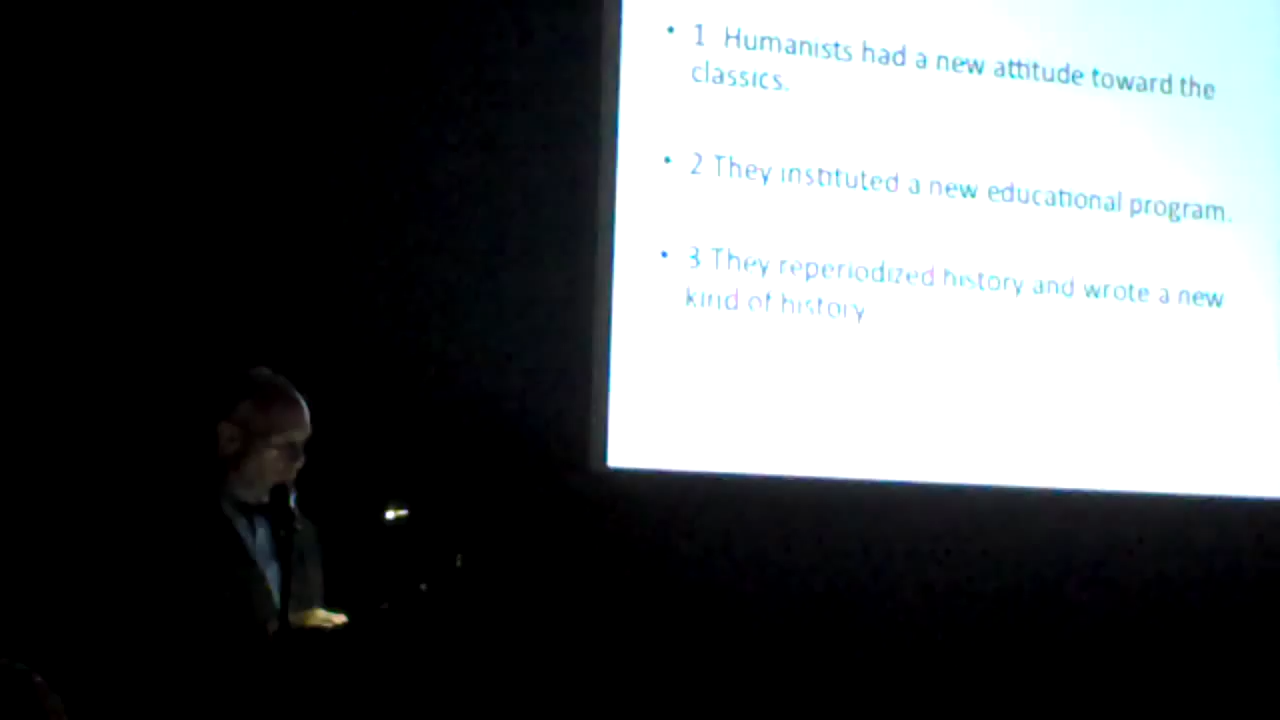 • 1 Humanists had a new attitude toward the
classics.
• 2 They instituted a new educational program.
• 3 They reperiodized history and wrote a new
kind of history